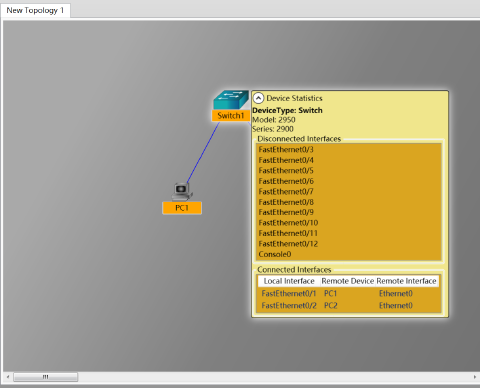 New Topology 1
Switch1
PC1
Device Statistics
DeviceType: Switch
Model: 2950
Series: 2900
Disconnected Interfaces
FastEthernet0/3
FastEthernet0/4
FastEthernet0/5
FastEthernet0/6
FastEthernet0/7
FastEthernet0/8
FastEthernet0/9
FastEthernet0/10
FastEthernet0/11
FastEthernet0/12
Console0
Connected Interfaces
Local Interface Remote Device Remote Interface
FastEthernet0/1 PC1 Ethernet0
FastEthernet0/2 PC2 Ethernet0